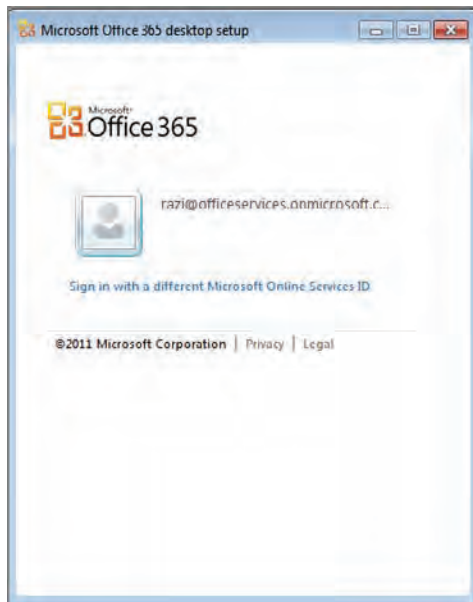 Microsoft Office 365 desktop setup
Microsoft®
Office 365
razi@officeservices.onmicrosoft.c...
Sign in with a different Microsoft Online Services ID
©2011 Microsoft Corporation | Privacy | Legal